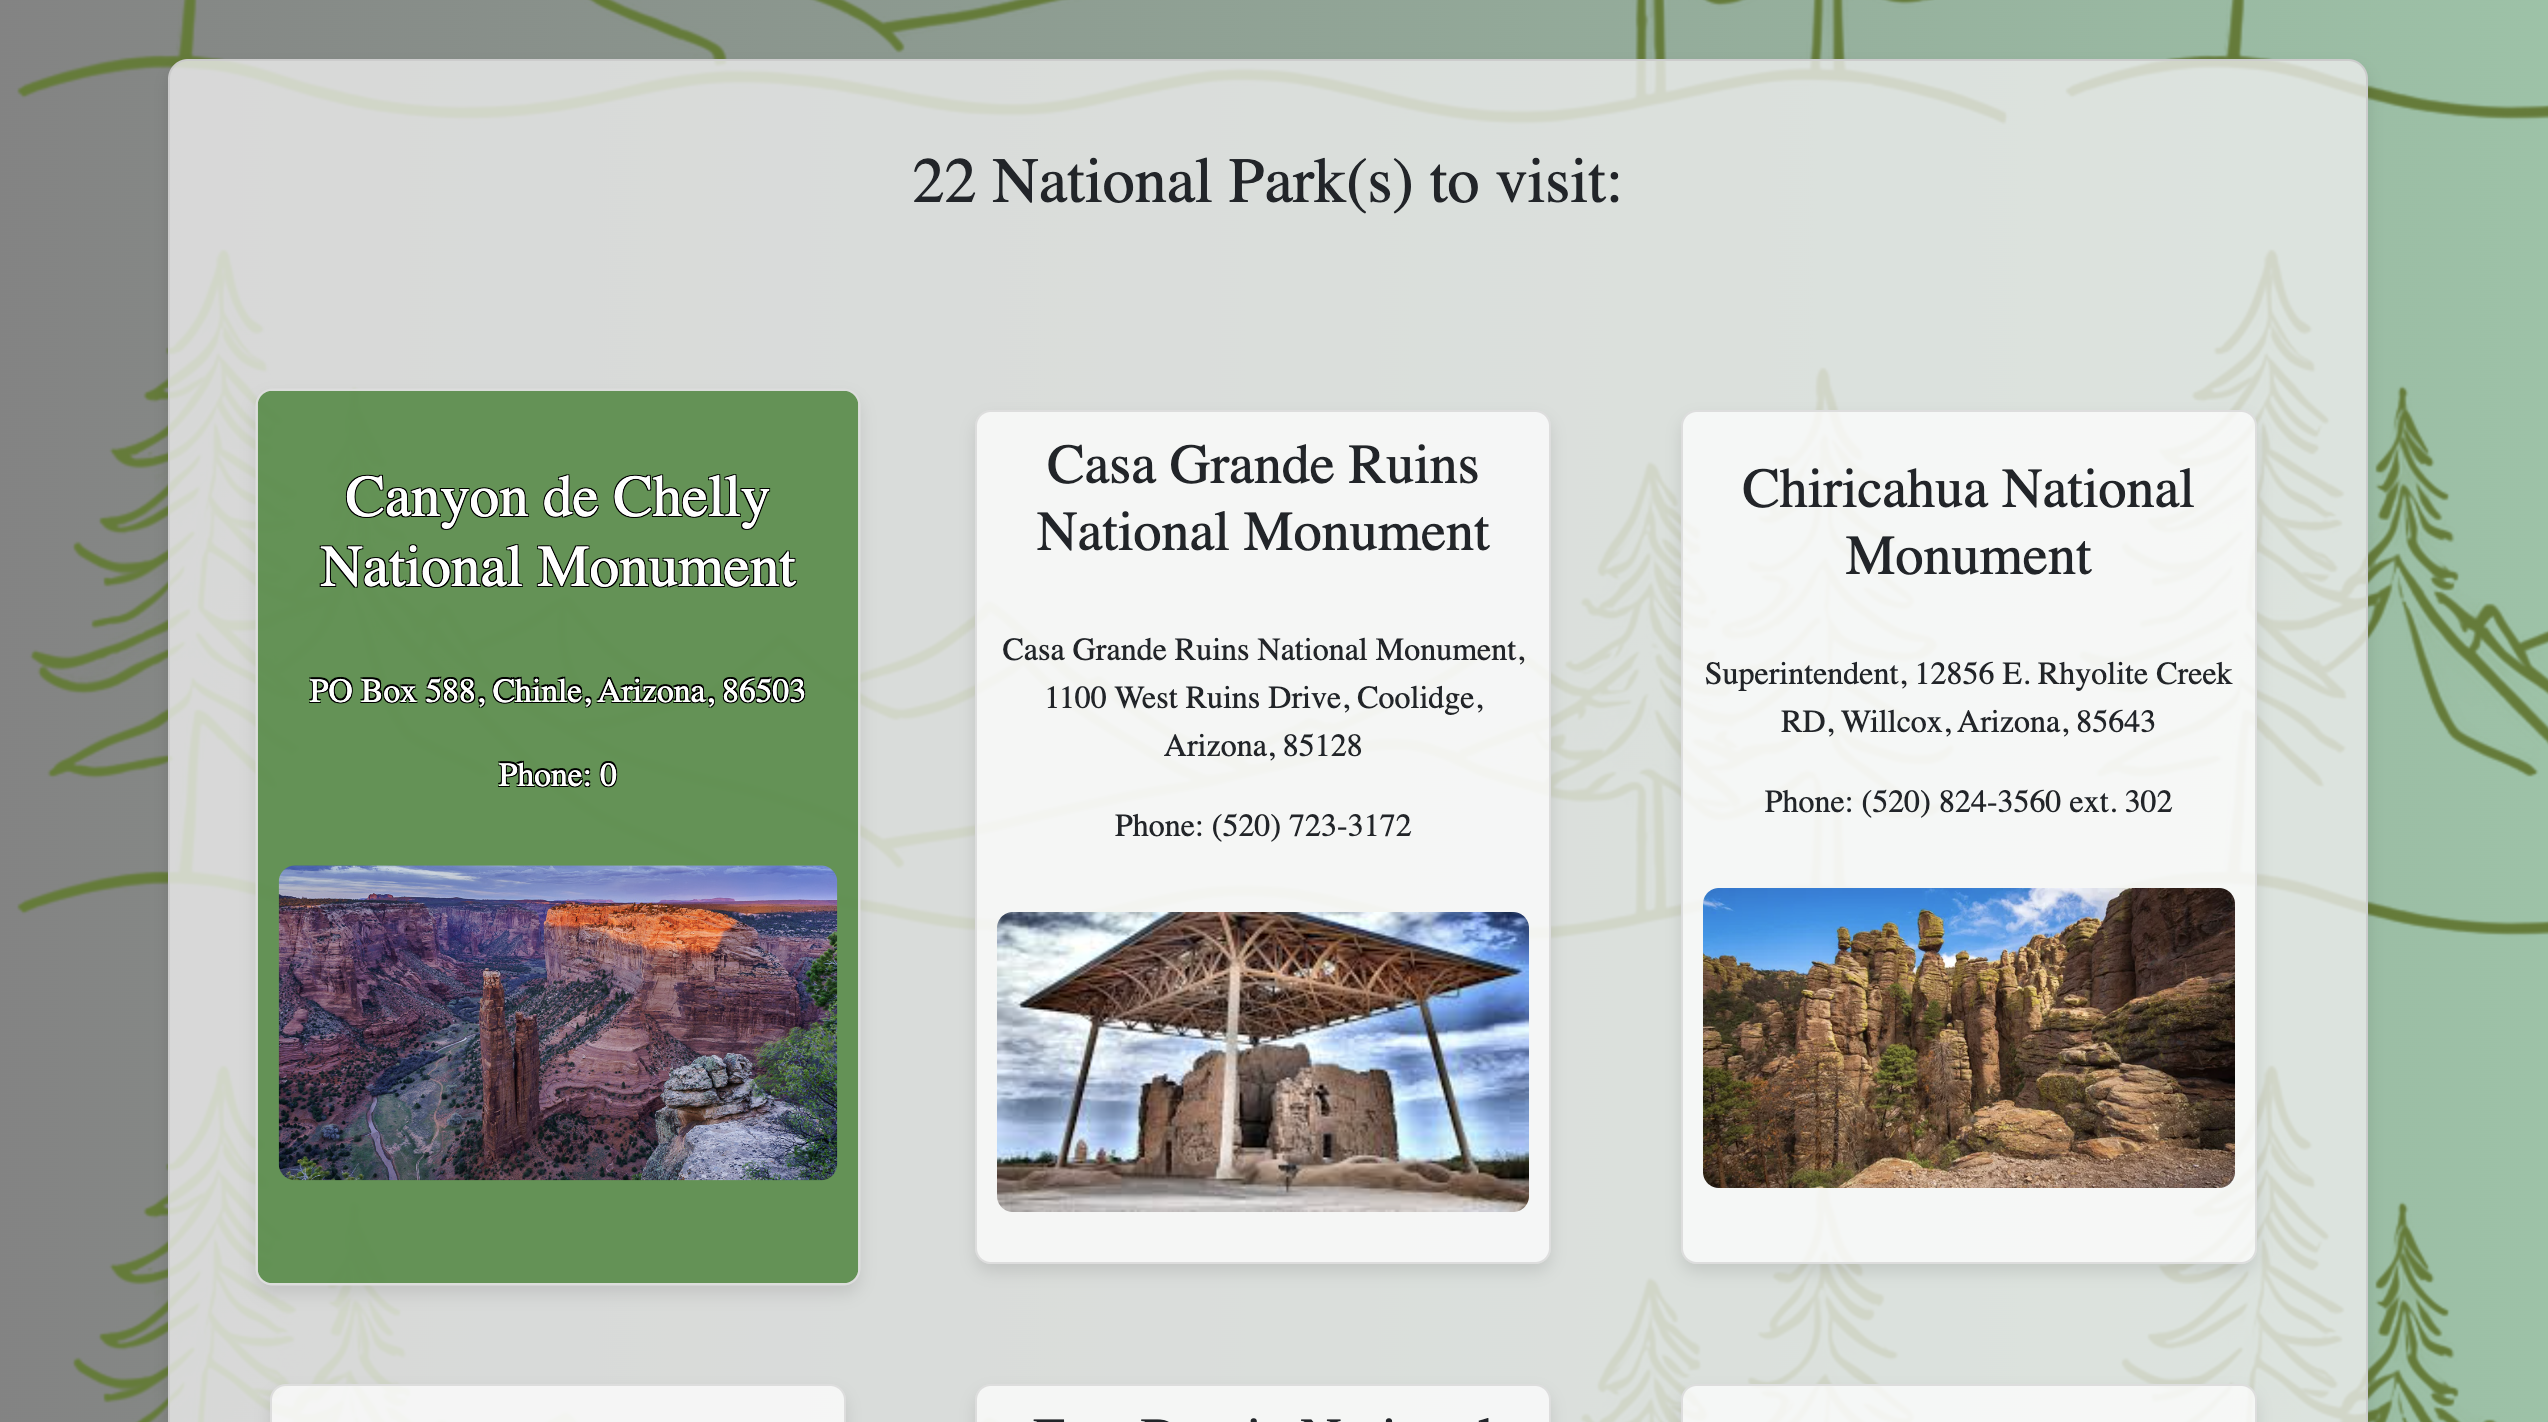 22 National Park(s) to visit:
Canyon de Chelly
National Monument
PO Box 588, Chinle, Arizona, 86503
Phone: 0
Casa Grande Ruins
National Monument
Casa Grande Ruins National Monument,
1100 West Ruins Drive, Coolidge,
Arizona, 85128
Phone: (520) 723-3172
Chiricahua National
Monument
Superintendent, 12856 E. Rhyolite Creek
RD, Willcox, Arizona, 85643
Phone: (520) 824-3560 ext. 302